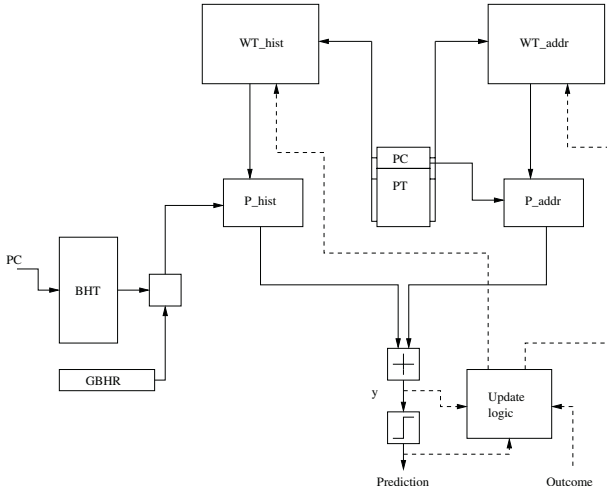 WT_hist
WT_addr
PC
PT
P_hist
P_addr
PC
BHT
GBHR
y
Update
logic
Prediction
Outcome